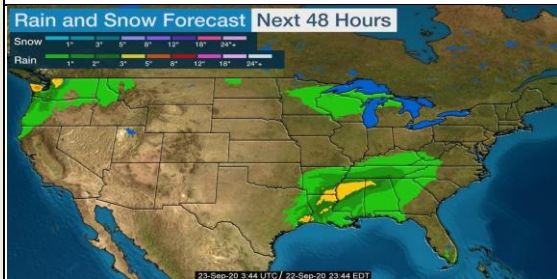 Rain and Snow Forecast Next 48 Hours
Snow 1" 3" 5" 8" 12" 18" 24"+
Rain 1" 2" 3" 5" 8" 12" 18" 24"+
23-Sep-20 3:44 UTC / 22-Sep-20 23:44 EDT